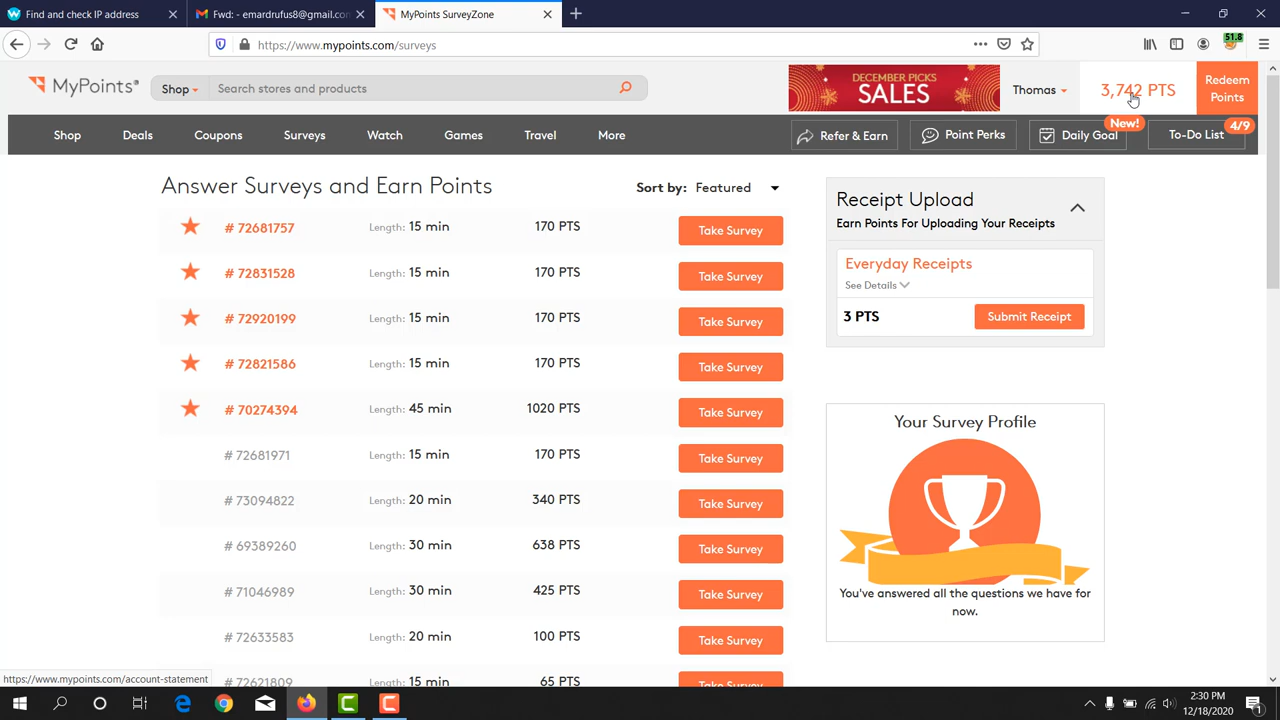 Find and check IP address
Fwd: - emardrufus8@gmail.com
MyPoints SurveyZone
https://www.mypoints.com/surveys
51.8
MyPoints®
Shop
Search stores and products
DECEMBER PICKS
SALES
Thomas
3,742 PTS
Redeem
Points
Shop
Deals
Coupons
Surveys
Watch
Games
Travel
More
Refer & Earn
Point Perks
Daily Goal
New!
To-Do List
4/9
Answer Surveys and Earn Points
Sort by: Featured
# 72681757 Length: 15 min 170 PTS Take Survey
# 72831528 Length: 15 min 170 PTS Take Survey
# 72920199 Length: 15 min 170 PTS Take Survey
# 72821586 Length: 15 min 170 PTS Take Survey
# 70274394 Length: 45 min 1020 PTS Take Survey
# 72681971 Length: 15 min 170 PTS Take Survey
# 73094822 Length: 20 min 340 PTS Take Survey
# 69389260 Length: 30 min 638 PTS Take Survey
# 71046989 Length: 30 min 425 PTS Take Survey
# 72633583 Length: 20 min 100 PTS Take Survey
# 72621809 Length: 15 min 65 PTS Take Survey
Receipt Upload
Earn Points For Uploading Your Receipts
Everyday Receipts
See Details
3 PTS
Submit Receipt
Your Survey Profile
You've answered all the questions we have for
now.
https://www.mypoints.com/account-statement
2:30 PM
12/18/2020
1